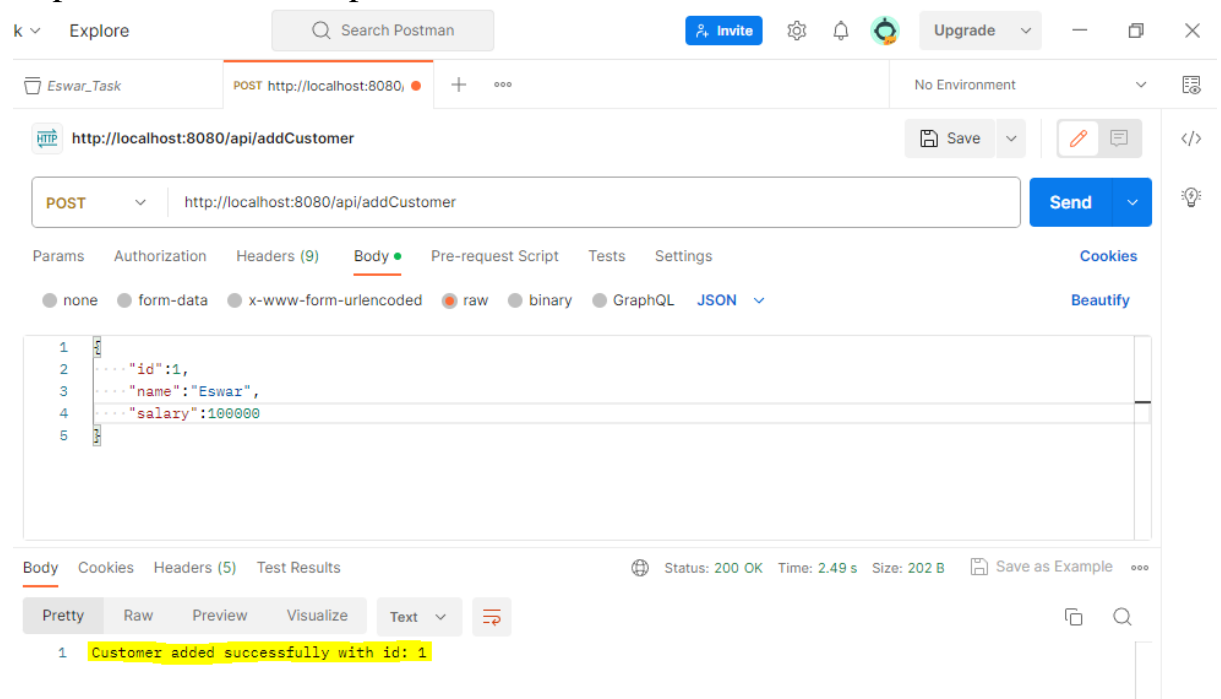 k Explore Search Postman Invite Upgrade
Eswar_Task POST http://localhost:8080/ No Environment
HTTP http://localhost:8080/api/addCustomer Save
POST http://localhost:8080/api/addCustomer Send
Params Authorization Headers (9) Body Pre-request Script Tests Settings Cookies
none form-data x-www-form-urlencoded raw binary GraphQL JSON Beautify
1 {
2 "id":1,
3 "name":"Eswar",
4 "salary":100000
5 }
Body Cookies Headers (5) Test Results Status: 200 OK Time: 2.49 s Size: 202 B Save as Example
Pretty Raw Preview Visualize Text
1 Customer added successfully with id: 1